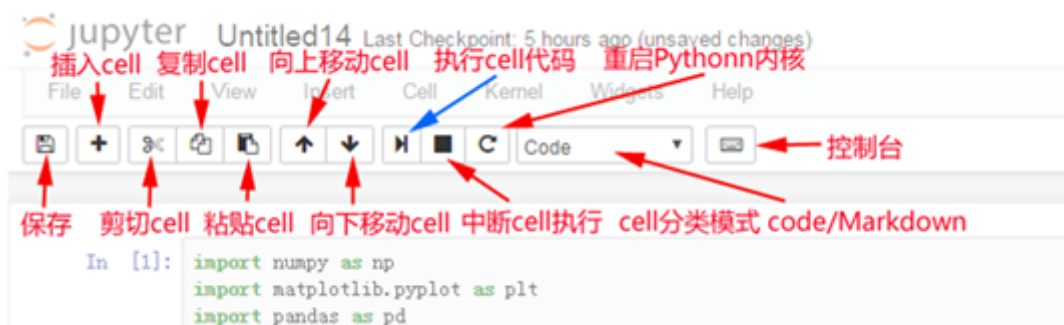 jupyter Untitled14 Last Checkpoint: 5 hours ago (unsaved changes)
插入cell 复制cell 向上移动cell 执行cell代码 重启Pythonn内核
File Edit View Insert Cell Kernel Widgets Help
Code 控制台
保存 剪切cell 粘贴cell 向下移动cell 中断cell执行 cell分类模式 code/Markdown
In [1]: import numpy as np
import matplotlib.pyplot as plt
import pandas as pd